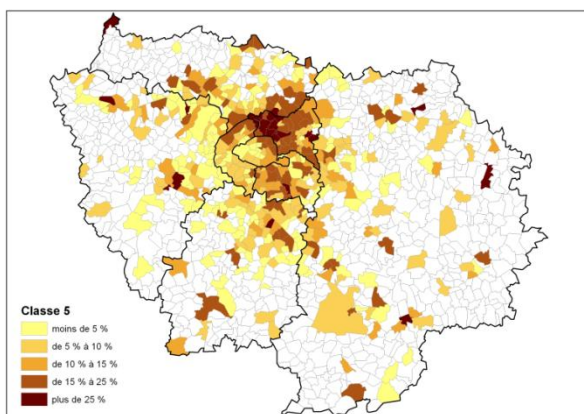 Classe 5
moins de 5 %
de 5 % à 10 %
de 10 % à 15 %
de 15 % à 25 %
plus de 25 %